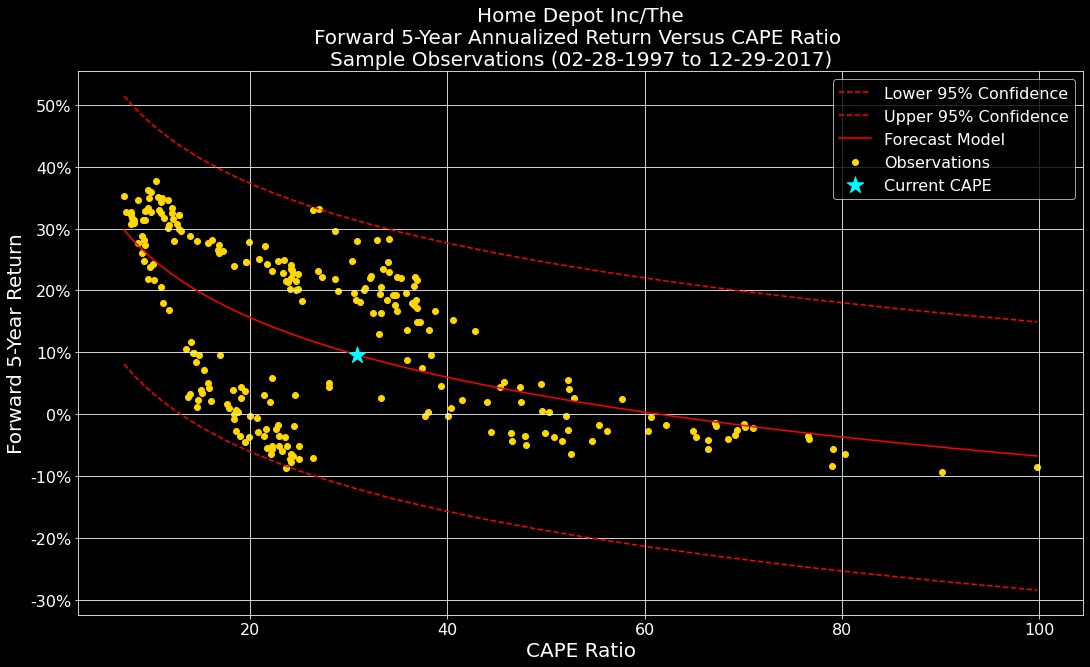 Home Depot Inc/The
Forward 5-Year Annualized Return Versus CAPE Ratio
Sample Observations (02-28-1997 to 12-29-2017)
Lower 95% Confidence
Upper 95% Confidence
Forecast Model
Observations
Current CAPE
Forward 5-Year Return
50%
40%
30%
20%
10%
0%
-10%
-20%
-30%
20
40
60
80
100
CAPE Ratio